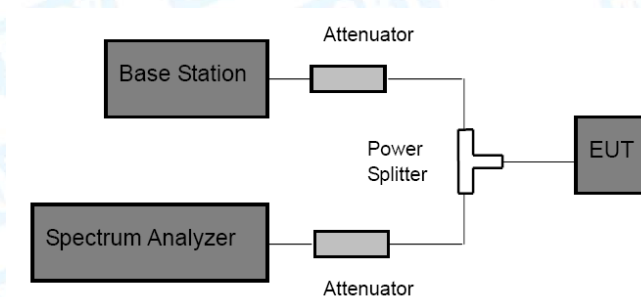 Attenuator
Base Station
Power
Splitter
EUT
Spectrum Analyzer
Attenuator